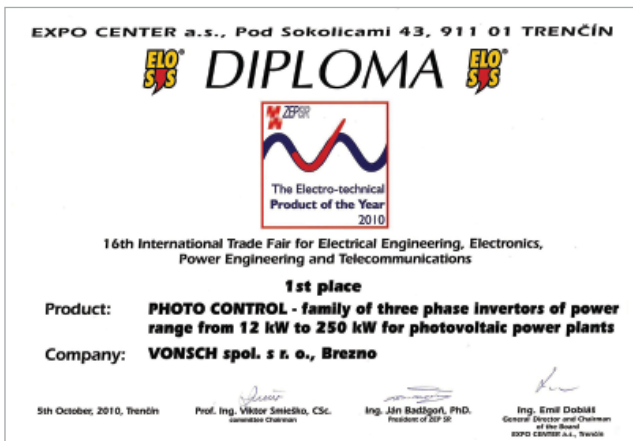 EXPO CENTER a.s., Pod Sokolicami 43, 911 01 TRENČÍN
ELO SYS DIPLOMA ELO SYS
ZEP SR
The Electro-technical
Product of the Year
2010
16th International Trade Fair for Electrical Engineering, Electronics,
Power Engineering and Telecommunications
1st place
Product: PHOTO CONTROL - family of three phase invertors of power
range from 12 kW to 250 kW for photovoltaic power plants
Company: VONSCH spol. s r. o., Brezno
5th October, 2010, Trenčín
Prof. Ing. Viktor Smieško, CSc.
committee Chairman
Ing. Ján Badžgoň, PhD.
President of ZEP SR
Ing. Emil Dobiáš
General Director and Chairman
of the Board
EXPO CENTER a.s., Trenčín